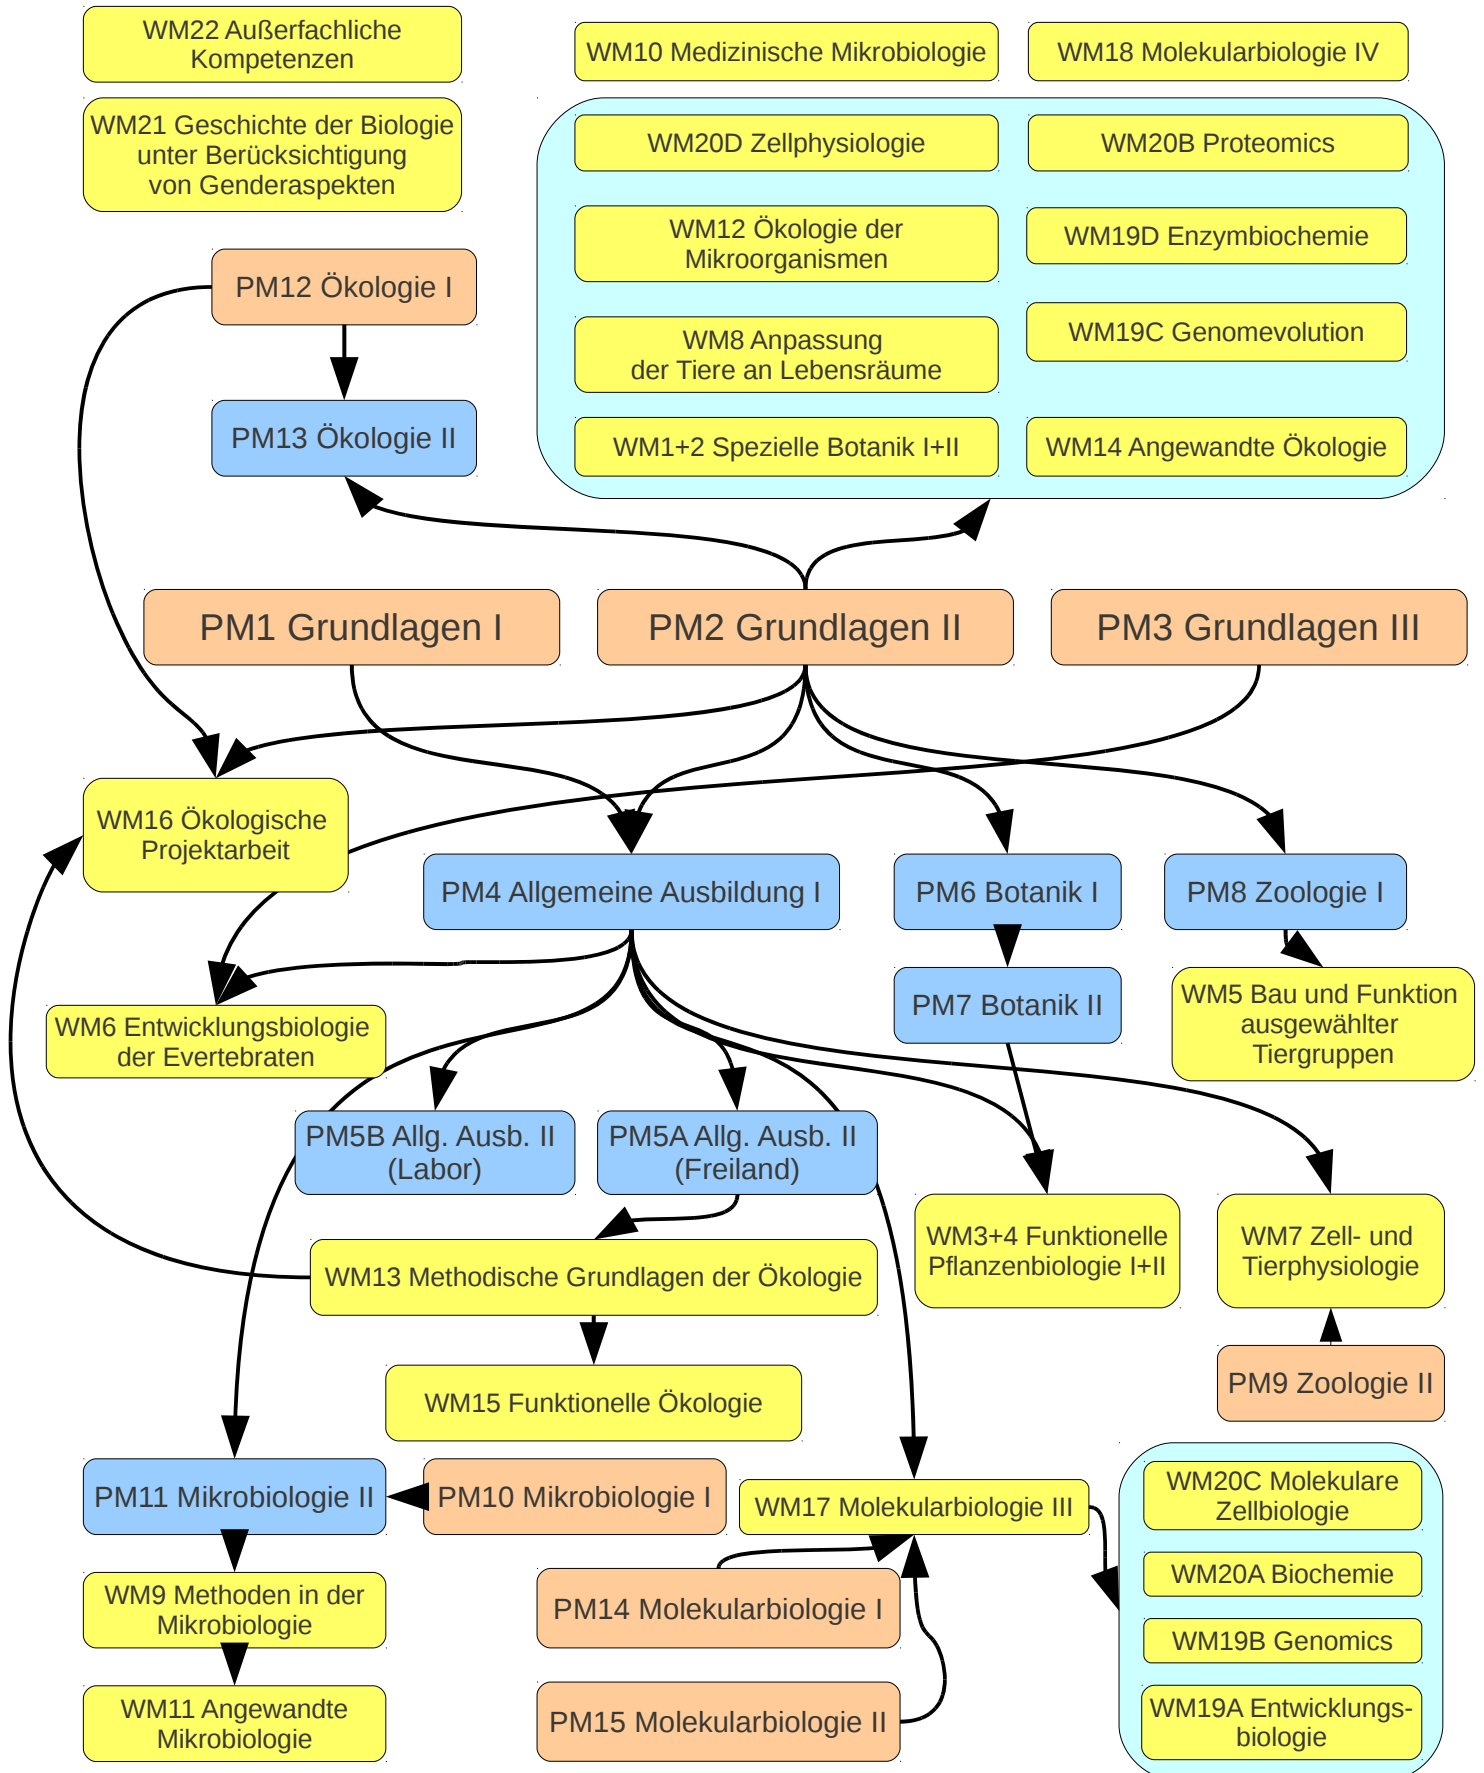 WM22 Außerfachliche
Kompetenzen
WM10 Medizinische Mikrobiologie
WM18 Molekularbiologie IV
WM21 Geschichte der Biologie
unter Berücksichtigung
von Genderaspekten
WM20D Zellphysiologie
WM20B Proteomics
WM12 Ökologie der
Mikroorganismen
WM19D Enzymbiochemie
PM12 Ökologie I
WM8 Anpassung
der Tiere an Lebensräume
WM19C Genomevolution
PM13 Ökologie II
WM1+2 Spezielle Botanik I+II
WM14 Angewandte Ökologie
PM1 Grundlagen I
PM2 Grundlagen II
PM3 Grundlagen III
WM16 Ökologische
Projektarbeit
PM4 Allgemeine Ausbildung I
PM6 Botanik I
PM8 Zoologie I
PM7 Botanik II
WM5 Bau und Funktion
ausgewählter
Tiergruppen
WM6 Entwicklungsbiologie
der Evertebraten
PM5B Allg. Ausb. II
(Labor)
PM5A Allg. Ausb. II
(Freiland)
WM3+4 Funktionelle
Pflanzenbiologie I+II
WM7 Zell- und
Tierphysiologie
WM13 Methodische Grundlagen der Ökologie
PM9 Zoologie II
WM15 Funktionelle Ökologie
PM11 Mikrobiologie II
PM10 Mikrobiologie I
WM17 Molekularbiologie III
WM20C Molekulare
Zellbiologie
WM20A Biochemie
WM9 Methoden in der
Mikrobiologie
PM14 Molekularbiologie I
WM19B Genomics
WM11 Angewandte
Mikrobiologie
PM15 Molekularbiologie II
WM19A Entwicklungs-
biologie